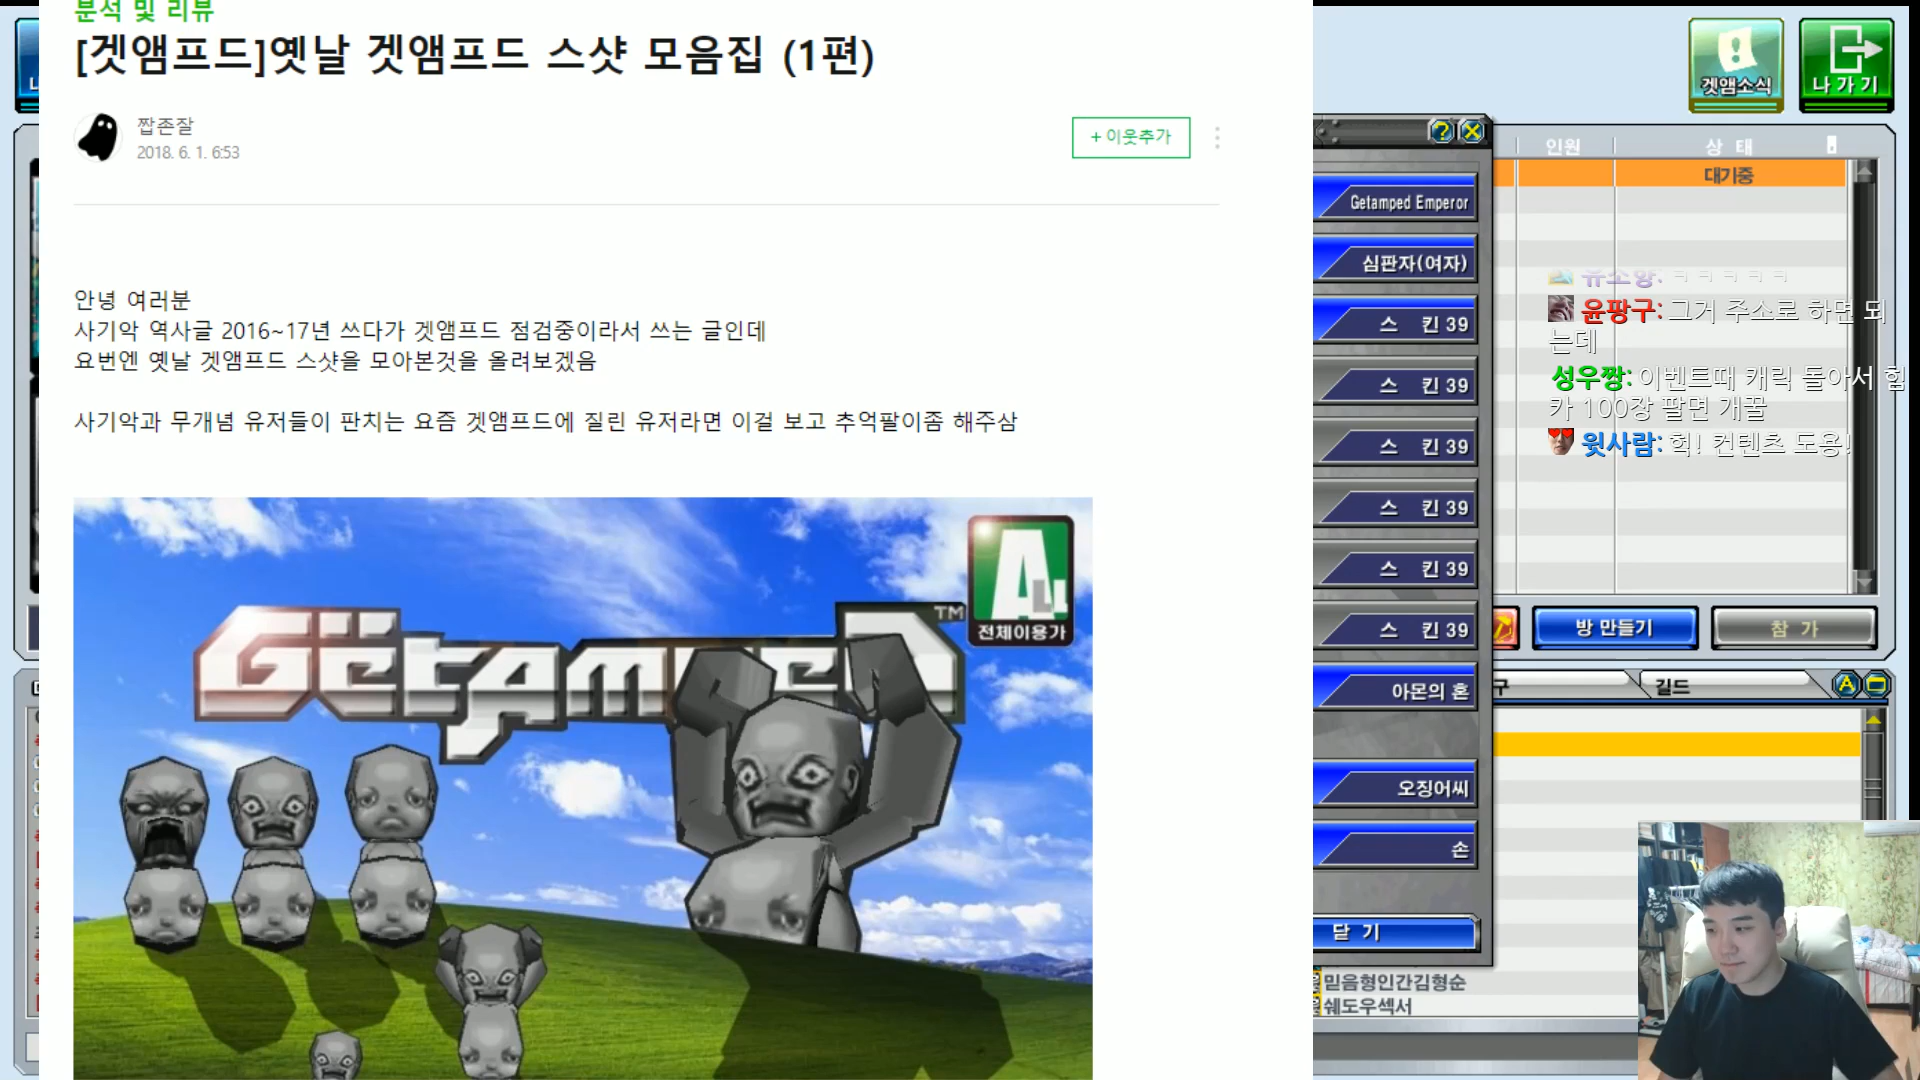 분석 및 리뷰
[겟앰프드]옛날 겟앰프드 스샷 모음집 (1편)
짭존잘
2018. 6. 1. 6:53
+ 이웃추가
안녕 여러분
사기악 역사글 2016~17년 쓰다가 겟앰프드 점검중이라서 쓰는 글인데
요번엔 옛날 겟앰프드 스샷을 모아본것을 올려보겠음
사기악과 무개념 유저들이 판치는 요즘 겟앰프드에 질린 유저라면 이걸 보고 추억팔이좀 해주삼
GetAmped TM
ALL
전체이용가
겟앰소식
나 가 기
인원
상 태
대기중
Getamped Emperor
심판자(여자)
스 킨 39
스 킨 39
스 킨 39
스 킨 39
스 킨 39
스 킨 39
아몬의 혼
오징어씨
손
닫 기
유소향: ㅋㅋㅋㅋㅋ
윤팡구: 그거 주소로 하면 되
는데
성우짱: 이벤트때 캐릭 돌아서 힘
카 100장 팔면 개꿀
윗사람: 헉! 컨텐츠 도용!
방 만들기
참 가
구
길드
A
믿음형인간김형순
쉐도우섹서